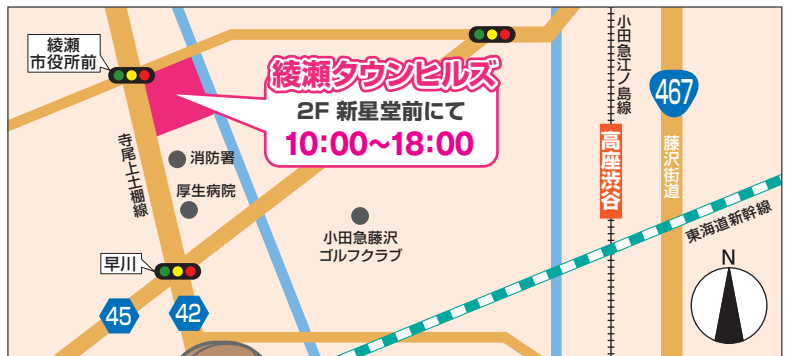 綾瀬
市役所前
綾瀬タウンヒルズ
2F 新星堂前にて
10:00〜18:00
小田急江ノ島線
467
高座渋谷
藤沢街道
消防署
厚生病院
寺尾上土棚線
小田急藤沢
ゴルフクラブ
東海道新幹線
早川
45
42
N